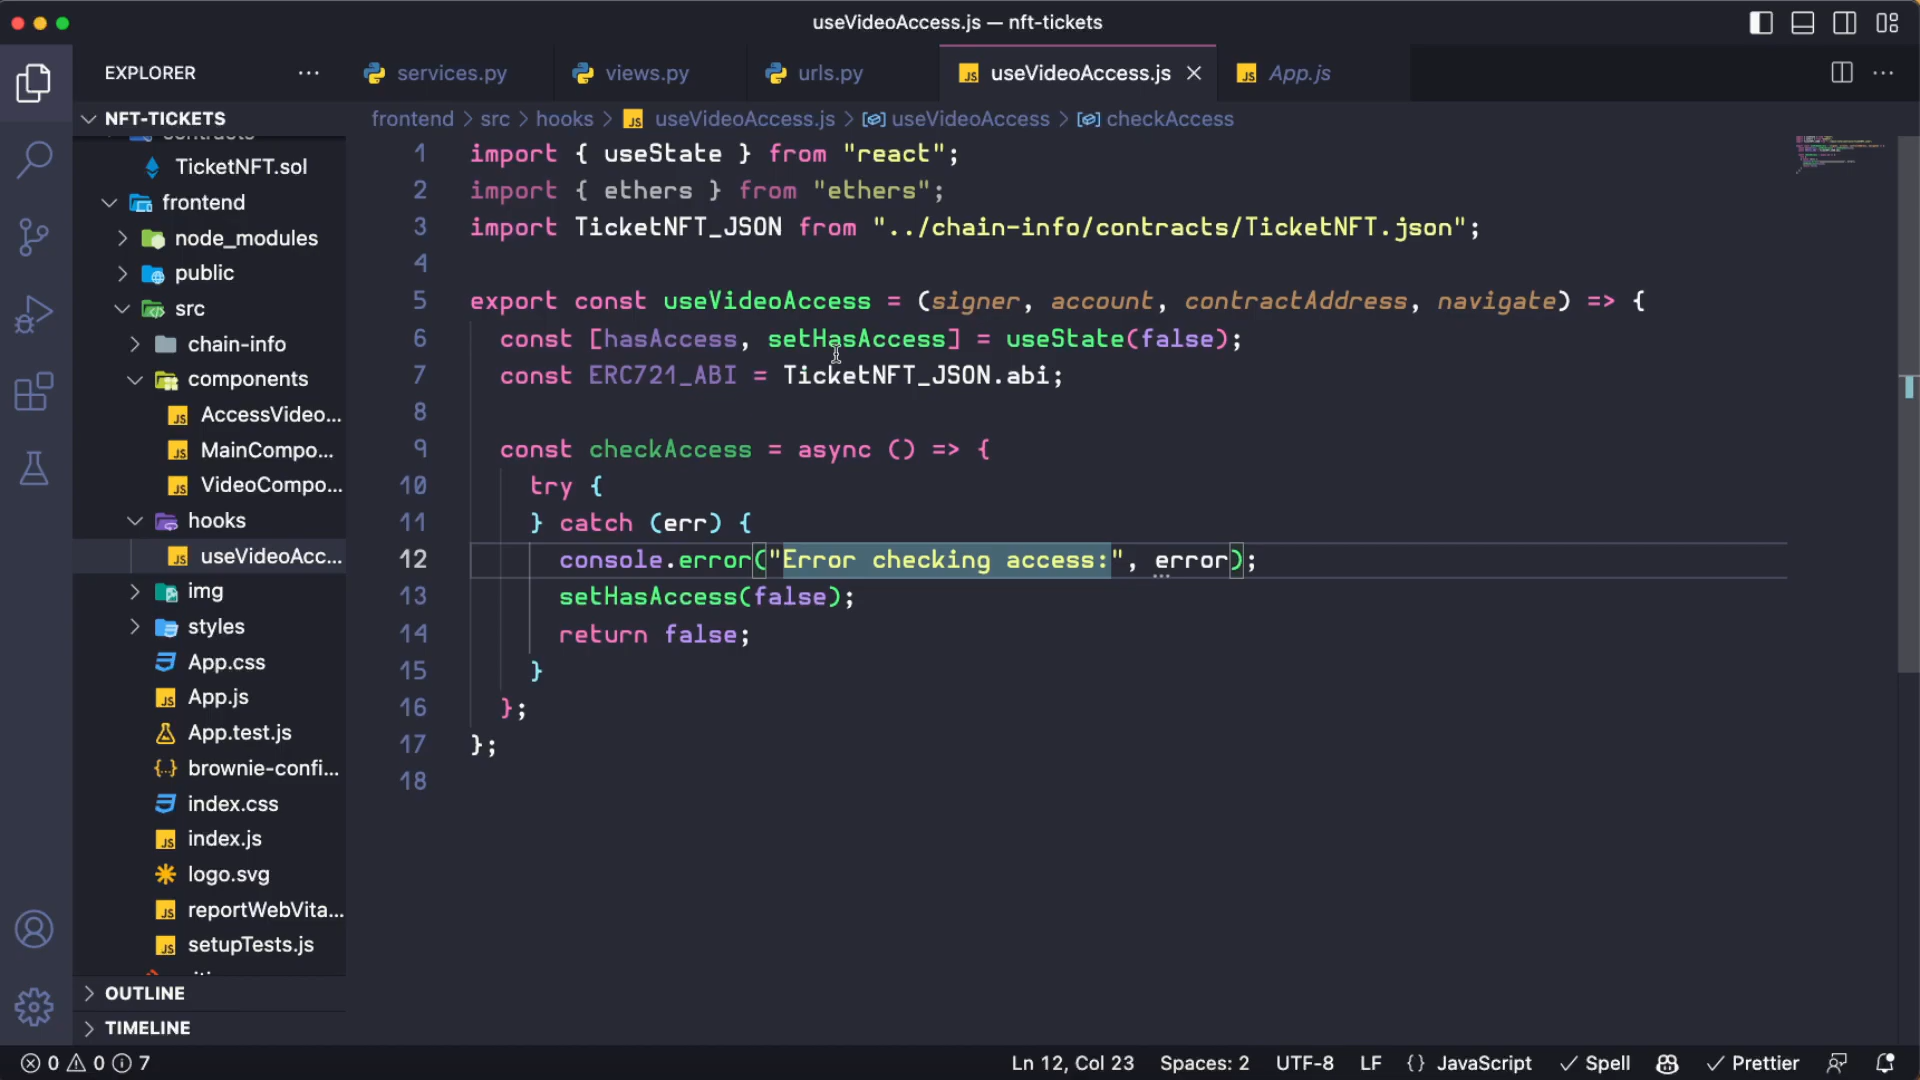 useVideoAccess.js — nft-tickets
EXPLORER
services.py
views.py
urls.py
useVideoAccess.js
App.js
NFT-TICKETS
frontend > src > hooks > useVideoAccess.js > useVideoAccess > checkAccess
contracts
TicketNFT.sol
frontend
node_modules
public
src
chain-info
components
AccessVideo...
MainCompo...
VideoCompo...
hooks
useVideoAcc...
img
styles
App.css
App.js
App.test.js
brownie-confi...
index.css
index.js
logo.svg
reportWebVita...
setupTests.js
OUTLINE
TIMELINE
1 import { useState } from "react";
2 import { ethers } from "ethers";
3 import TicketNFT_JSON from "../chain-info/contracts/TicketNFT.json";
4
5 export const useVideoAccess = (signer, account, contractAddress, navigate) => {
6 const [hasAccess, setHasAccess] = useState(false);
7 const ERC721_ABI = TicketNFT_JSON.abi;
8
9 const checkAccess = async () => {
10 try {
11 } catch (err) {
12 console.error("Error checking access:", error);
13 setHasAccess(false);
14 return false;
15 }
16 };
17 };
18
0 0 7
Ln 12, Col 23 Spaces: 2 UTF-8 LF {} JavaScript Spell Prettier